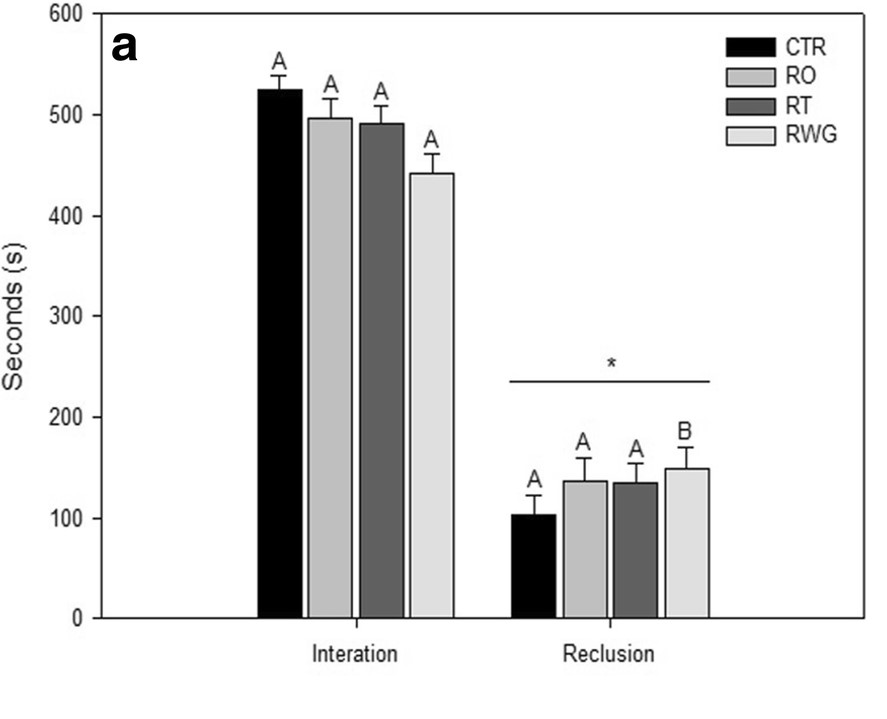 a
600
500
400
300
200
100
0
Seconds (s)
A
A
A
A
*
A
A
A
B
CTR
RO
RT
RWG
Interation
Reclusion